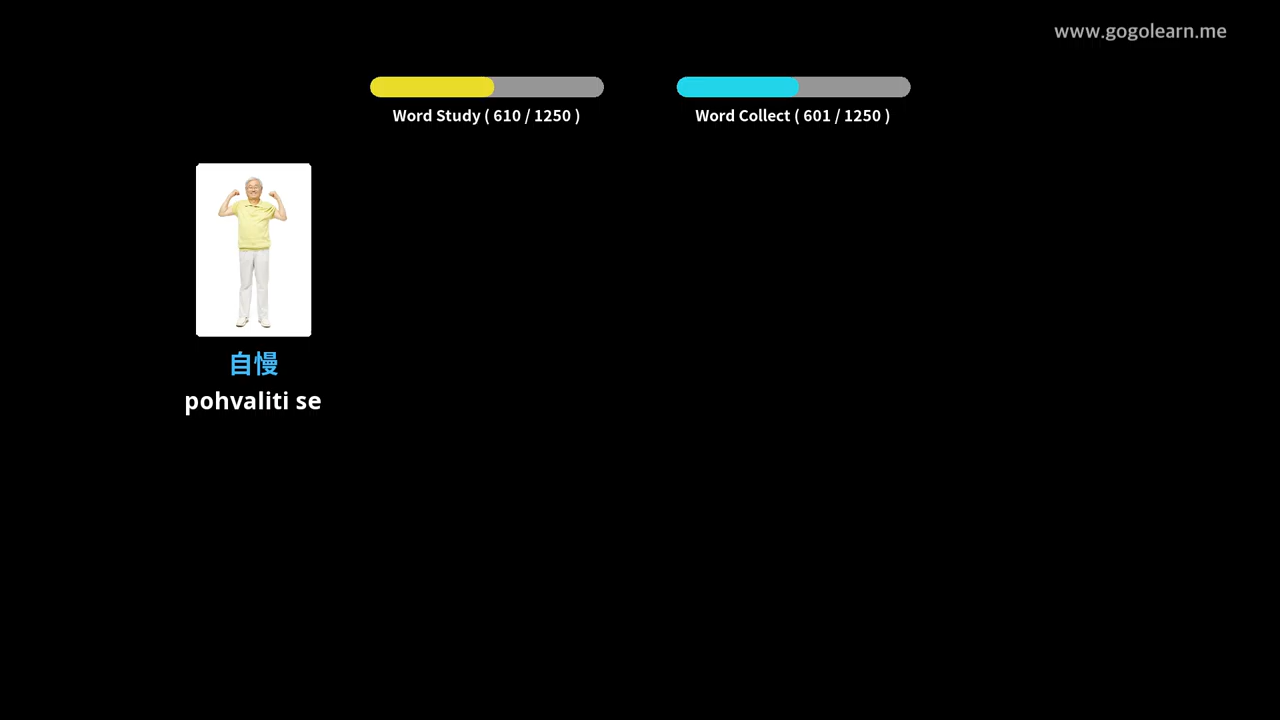 www.gogolearn.me
Word Study ( 610 / 1250 )
Word Collect ( 601 / 1250 )
自慢
pohvaliti se